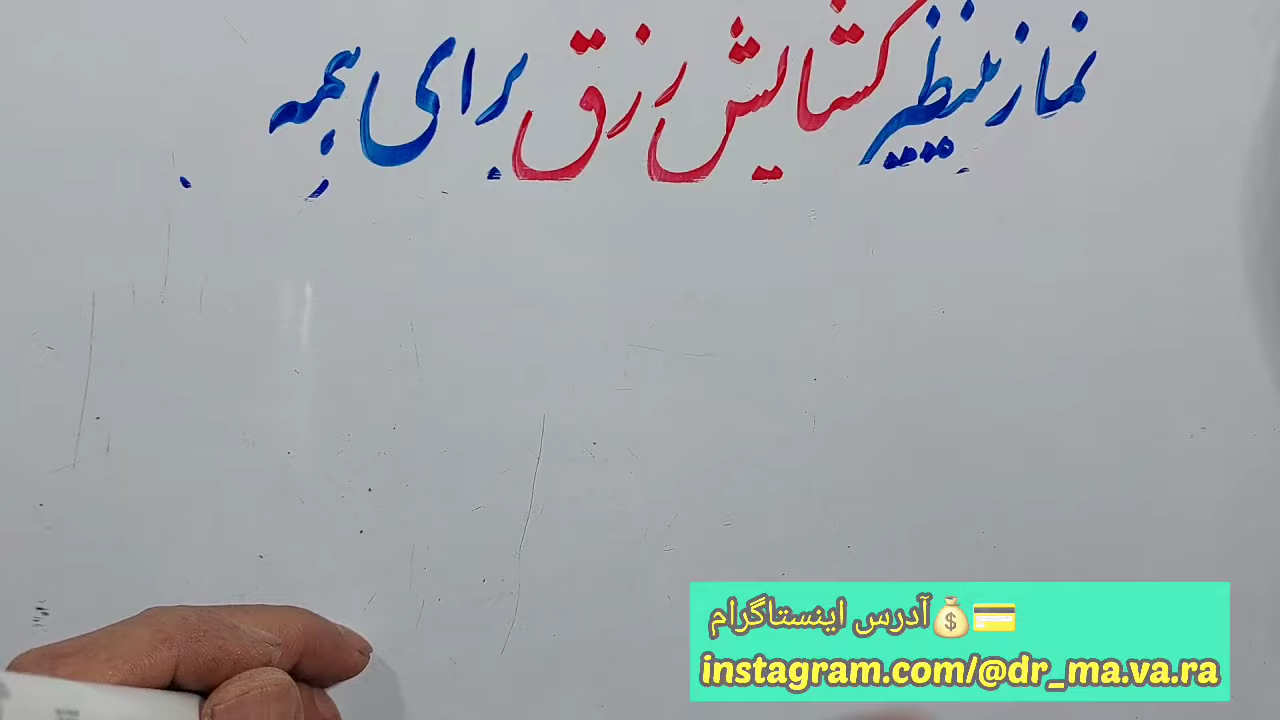 نماز بینظیر گشایش رزق برای همه
آدرس اینستاگرام
instagram.com/@dr_ma.va.ra